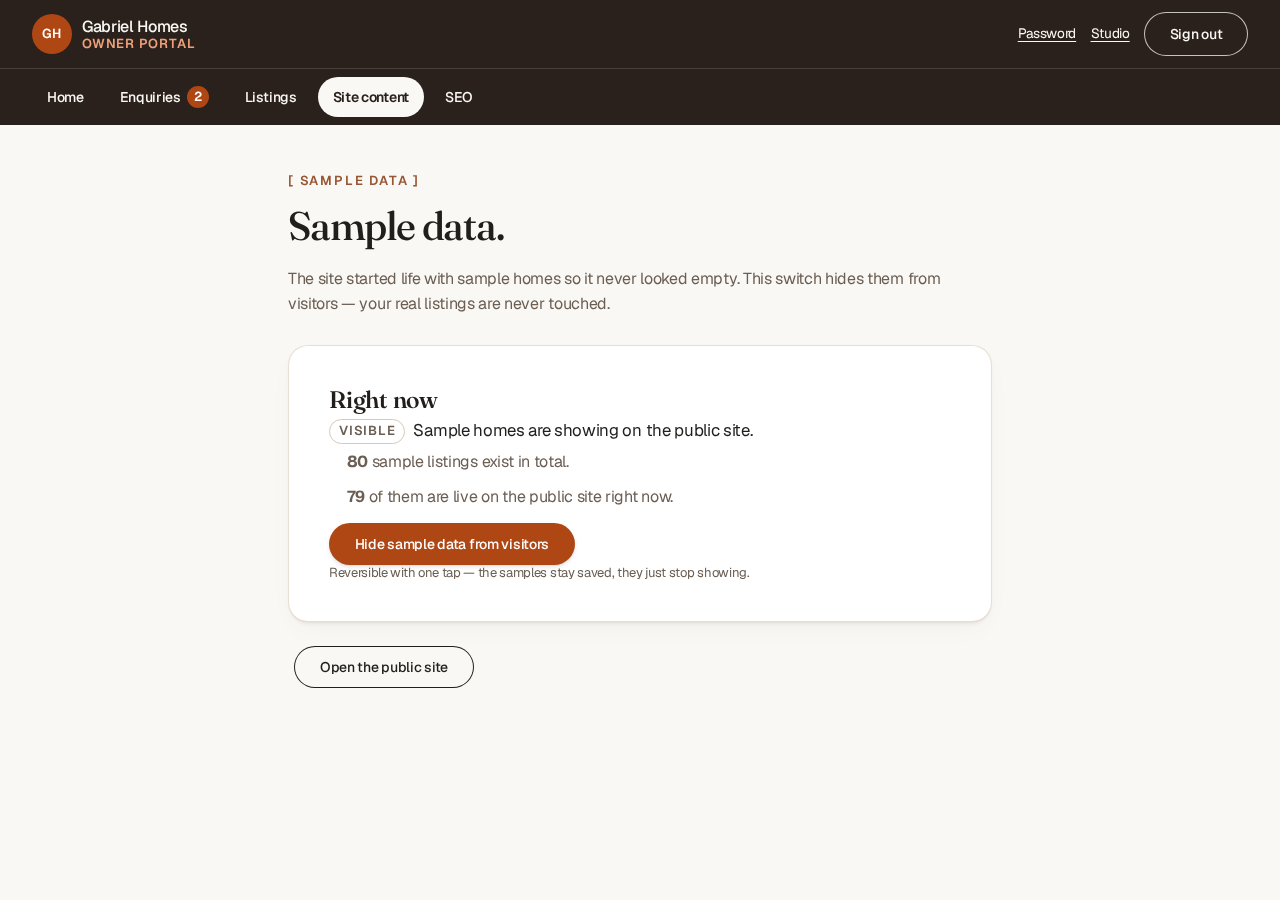 GH
Gabriel Homes
OWNER PORTAL
Password
Studio
Sign out
Home
Enquiries 2
Listings
Site content
SEO
[ SAMPLE DATA ]
Sample data.
The site started life with sample homes so it never looked empty. This switch hides them from
visitors — your real listings are never touched.
Right now
VISIBLE Sample homes are showing on the public site.
80 sample listings exist in total.
79 of them are live on the public site right now.
Hide sample data from visitors
Reversible with one tap — the samples stay saved, they just stop showing.
Open the public site